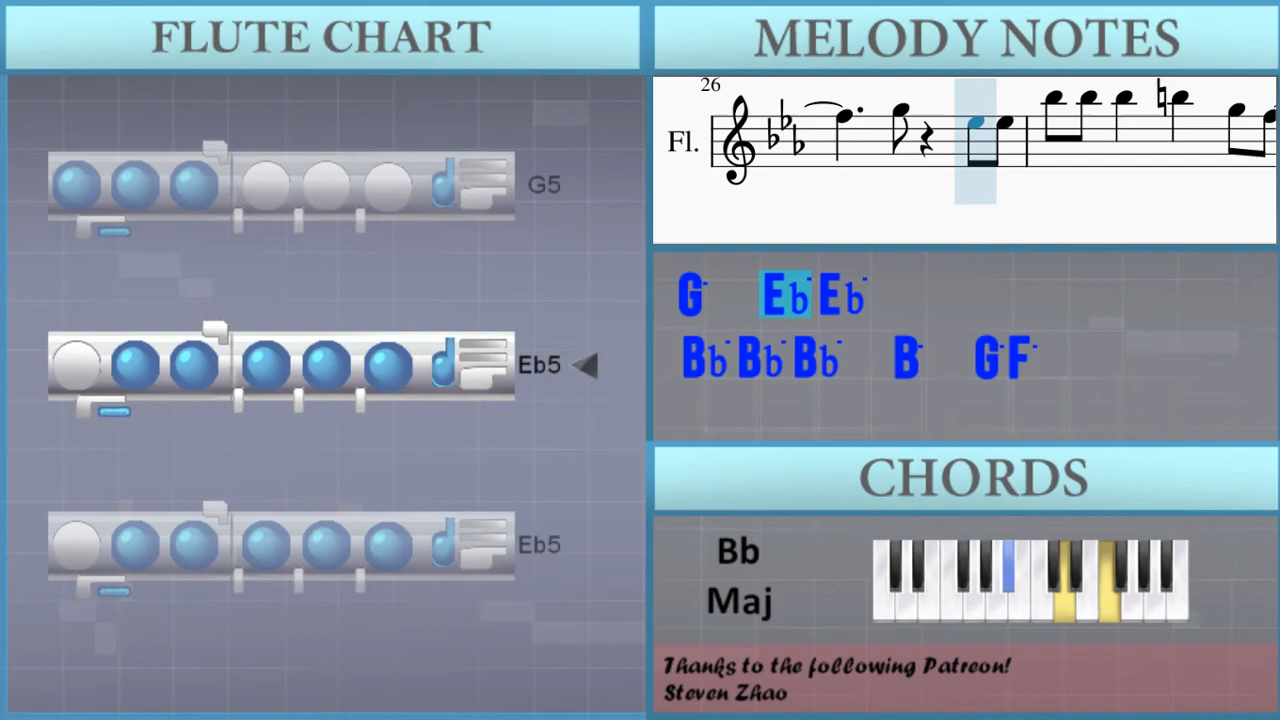 FLUTE CHART
G5
Eb5
Eb5
MELODY NOTES
26
Fl.
G- Eb- Eb-
Bb- Bb- Bb- B- G- F-
CHORDS
Bb
Maj
Thanks to the following Patreon!
Steven Zhao